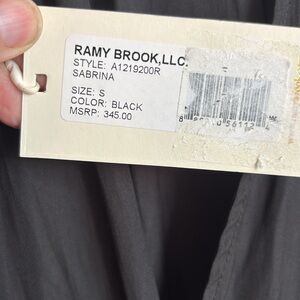 RAMY BROOK,LLC.
STYLE: A1219200R
SABRINA
SIZE: S
COLOR: BLACK
MSRP: 345.00